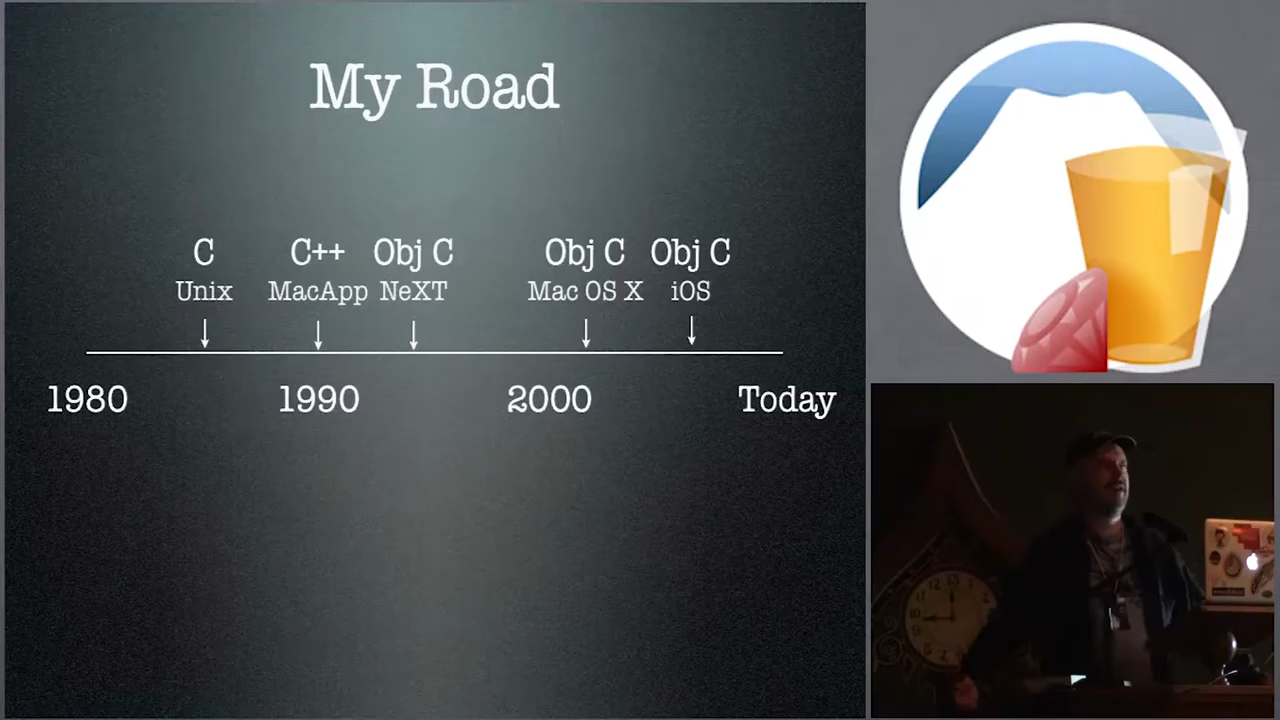 My Road
C C++ Obj C Obj C Obj C
Unix MacApp NeXT Mac OS X iOS
1980 1990 2000 Today